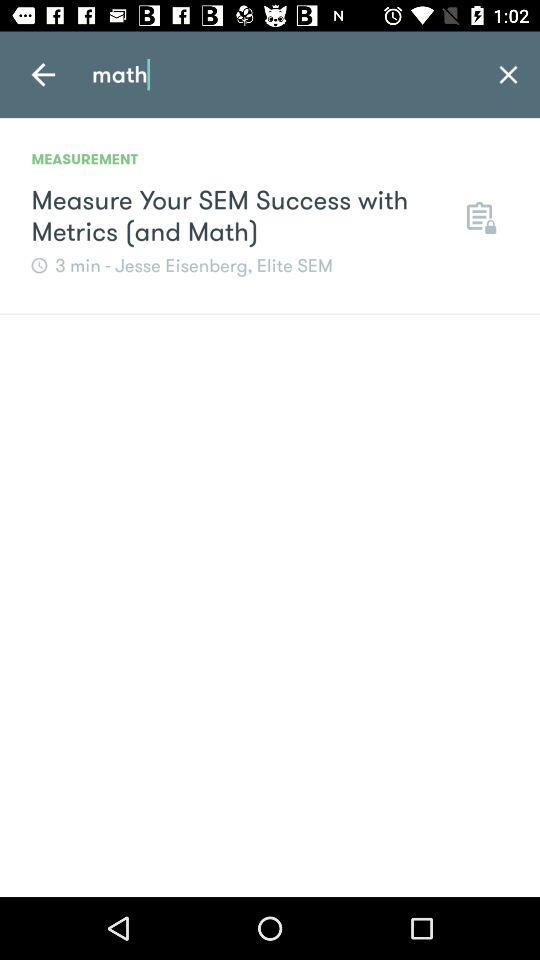 1:02
math
MEASUREMENT
Measure Your SEM Success with
Metrics (and Math)
3 min - Jesse Eisenberg, Elite SEM